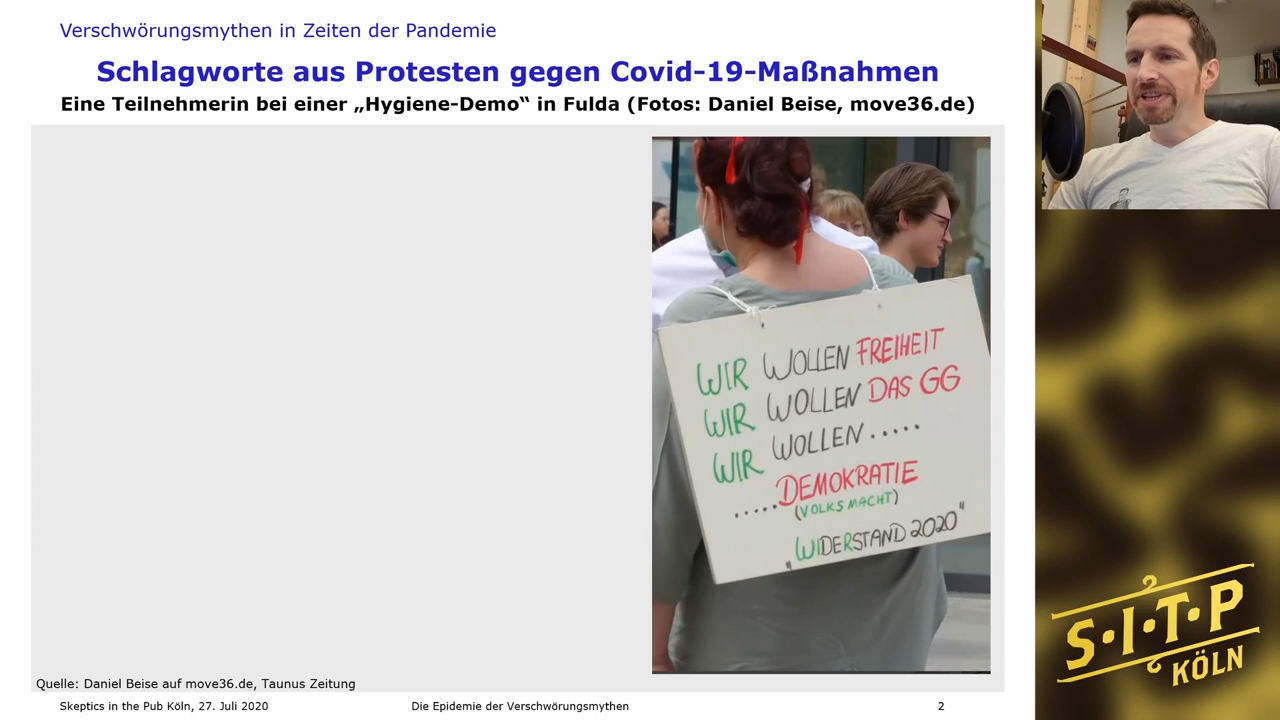 Verschwörungsmythen in Zeiten der Pandemie
Schlagworte aus Protesten gegen Covid-19-Maßnahmen
Eine Teilnehmerin bei einer „Hygiene-Demo“ in Fulda (Fotos: Daniel Beise, move36.de)
WIR WOLLEN FREIHEIT
WIR WOLLEN DAS GG
WIR WOLLEN.....
.....DEMOKRATIE
(VOLKSMACHT)
"WIDERSTAND 2020"
Quelle: Daniel Beise auf move36.de, Taunus Zeitung
Skeptics in the Pub Köln, 27. Juli 2020
Die Epidemie der Verschwörungsmythen
2
S·I·T·P
KÖLN